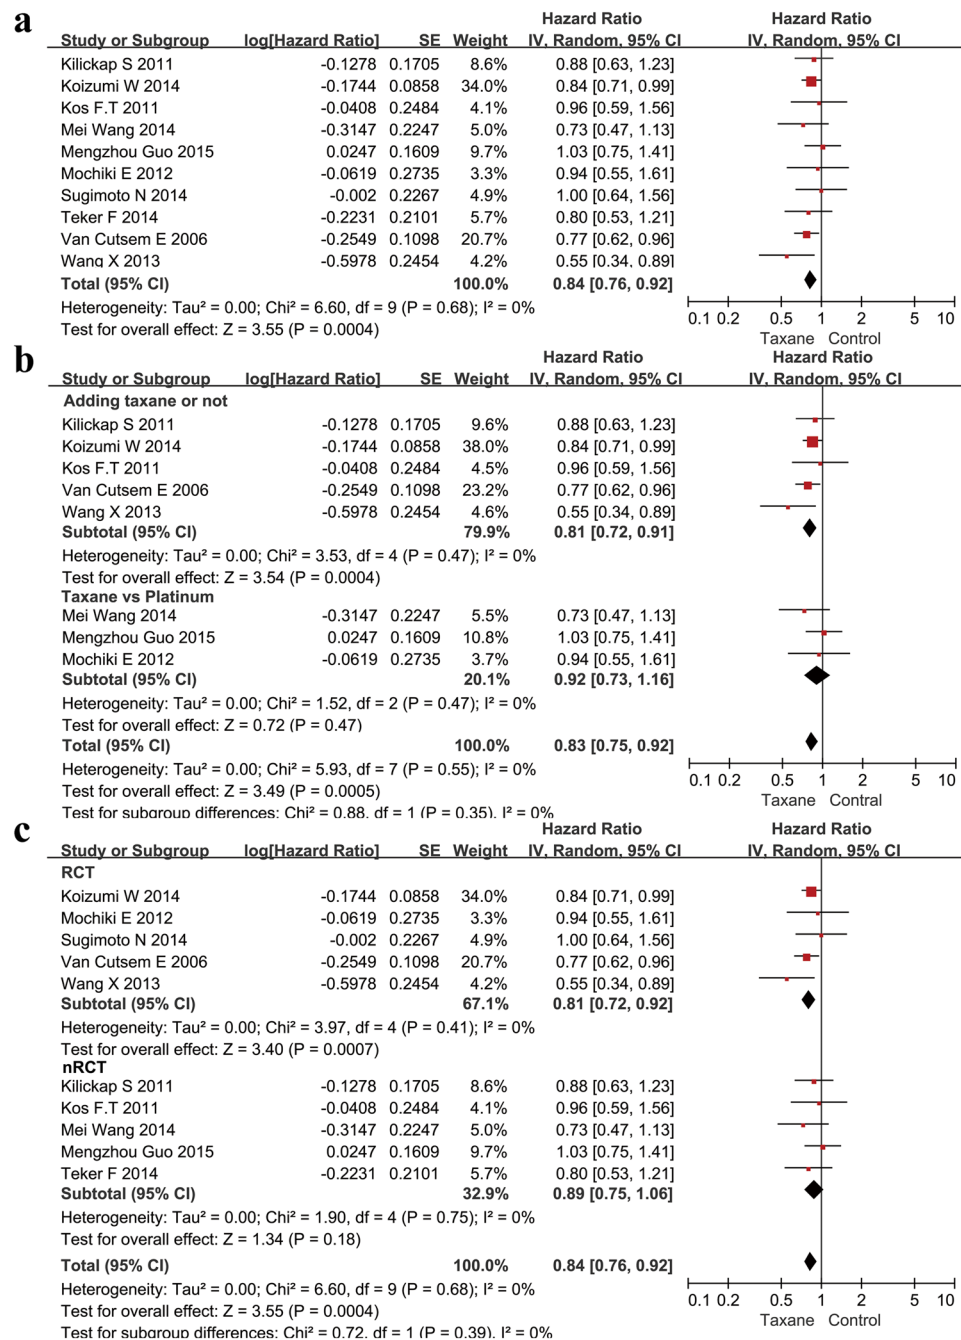 a
Hazard Ratio Hazard Ratio
Study or Subgroup log[Hazard Ratio] SE Weight IV, Random, 95% CI IV, Random, 95% CI
Kilickap S 2011 -0.1278 0.1705 8.6% 0.88 [0.63, 1.23]
Koizumi W 2014 -0.1744 0.0858 34.0% 0.84 [0.71, 0.99]
Kos F.T 2011 -0.0408 0.2484 4.1% 0.96 [0.59, 1.56]
Mei Wang 2014 -0.3147 0.2247 5.0% 0.73 [0.47, 1.13]
Mengzhou Guo 2015 0.0247 0.1609 9.7% 1.03 [0.75, 1.41]
Mochiki E 2012 -0.0619 0.2735 3.3% 0.94 [0.55, 1.61]
Sugimoto N 2014 -0.002 0.2267 4.9% 1.00 [0.64, 1.56]
Teker F 2014 -0.2231 0.2101 5.7% 0.80 [0.53, 1.21]
Van Cutsem E 2006 -0.2549 0.1098 20.7% 0.77 [0.62, 0.96]
Wang X 2013 -0.5978 0.2454 4.2% 0.55 [0.34, 0.89]
Total (95% CI) 100.0% 0.84 [0.76, 0.92]
Heterogeneity: Tau² = 0.00; Chi² = 6.60, df = 9 (P = 0.68); I² = 0%
Test for overall effect: Z = 3.55 (P = 0.0004)
0.1 0.2 0.5 1 2 5 10
Taxane Control
b
Hazard Ratio Hazard Ratio
Study or Subgroup log[Hazard Ratio] SE Weight IV, Random, 95% CI IV, Random, 95% CI
Adding taxane or not
Kilickap S 2011 -0.1278 0.1705 9.6% 0.88 [0.63, 1.23]
Koizumi W 2014 -0.1744 0.0858 38.0% 0.84 [0.71, 0.99]
Kos F.T 2011 -0.0408 0.2484 4.5% 0.96 [0.59, 1.56]
Van Cutsem E 2006 -0.2549 0.1098 23.2% 0.77 [0.62, 0.96]
Wang X 2013 -0.5978 0.2454 4.6% 0.55 [0.34, 0.89]
Subtotal (95% CI) 79.9% 0.81 [0.72, 0.91]
Heterogeneity: Tau² = 0.00; Chi² = 3.53, df = 4 (P = 0.47); I² = 0%
Test for overall effect: Z = 3.54 (P = 0.0004)
Taxane vs Platinum
Mei Wang 2014 -0.3147 0.2247 5.5% 0.73 [0.47, 1.13]
Mengzhou Guo 2015 0.0247 0.1609 10.8% 1.03 [0.75, 1.41]
Mochiki E 2012 -0.0619 0.2735 3.7% 0.94 [0.55, 1.61]
Subtotal (95% CI) 20.1% 0.92 [0.73, 1.16]
Heterogeneity: Tau² = 0.00; Chi² = 1.52, df = 2 (P = 0.47); I² = 0%
Test for overall effect: Z = 0.72 (P = 0.47)
Total (95% CI) 100.0% 0.83 [0.75, 0.92]
Heterogeneity: Tau² = 0.00; Chi² = 5.93, df = 7 (P = 0.55); I² = 0%
Test for overall effect: Z = 3.49 (P = 0.0005)
Test for subgroup differences: Chi² = 0.88, df = 1 (P = 0.35), I² = 0%
0.1 0.2 0.5 1 2 5 10
Taxane Contral
c
Hazard Ratio Hazard Ratio
Study or Subgroup log[Hazard Ratio] SE Weight IV, Random, 95% CI IV, Random, 95% CI
RCT
Koizumi W 2014 -0.1744 0.0858 34.0% 0.84 [0.71, 0.99]
Mochiki E 2012 -0.0619 0.2735 3.3% 0.94 [0.55, 1.61]
Sugimoto N 2014 -0.002 0.2267 4.9% 1.00 [0.64, 1.56]
Van Cutsem E 2006 -0.2549 0.1098 20.7% 0.77 [0.62, 0.96]
Wang X 2013 -0.5978 0.2454 4.2% 0.55 [0.34, 0.89]
Subtotal (95% CI) 67.1% 0.81 [0.72, 0.92]
Heterogeneity: Tau² = 0.00; Chi² = 3.97, df = 4 (P = 0.41); I² = 0%
Test for overall effect: Z = 3.40 (P = 0.0007)
nRCT
Kilickap S 2011 -0.1278 0.1705 8.6% 0.88 [0.63, 1.23]
Kos F.T 2011 -0.0408 0.2484 4.1% 0.96 [0.59, 1.56]
Mei Wang 2014 -0.3147 0.2247 5.0% 0.73 [0.47, 1.13]
Mengzhou Guo 2015 0.0247 0.1609 9.7% 1.03 [0.75, 1.41]
Teker F 2014 -0.2231 0.2101 5.7% 0.80 [0.53, 1.21]
Subtotal (95% CI) 32.9% 0.89 [0.75, 1.06]
Heterogeneity: Tau² = 0.00; Chi² = 1.90, df = 4 (P = 0.75); I² = 0%
Test for overall effect: Z = 1.34 (P = 0.18)
Total (95% CI) 100.0% 0.84 [0.76, 0.92]
Heterogeneity: Tau² = 0.00; Chi² = 6.60, df = 9 (P = 0.68); I² = 0%
Test for overall effect: Z = 3.55 (P = 0.0004)
Test for subgroup differences: Chi² = 0.72, df = 1 (P = 0.39), I² = 0%
0.1 0.2 0.5 1 2 5 10
Taxane Control